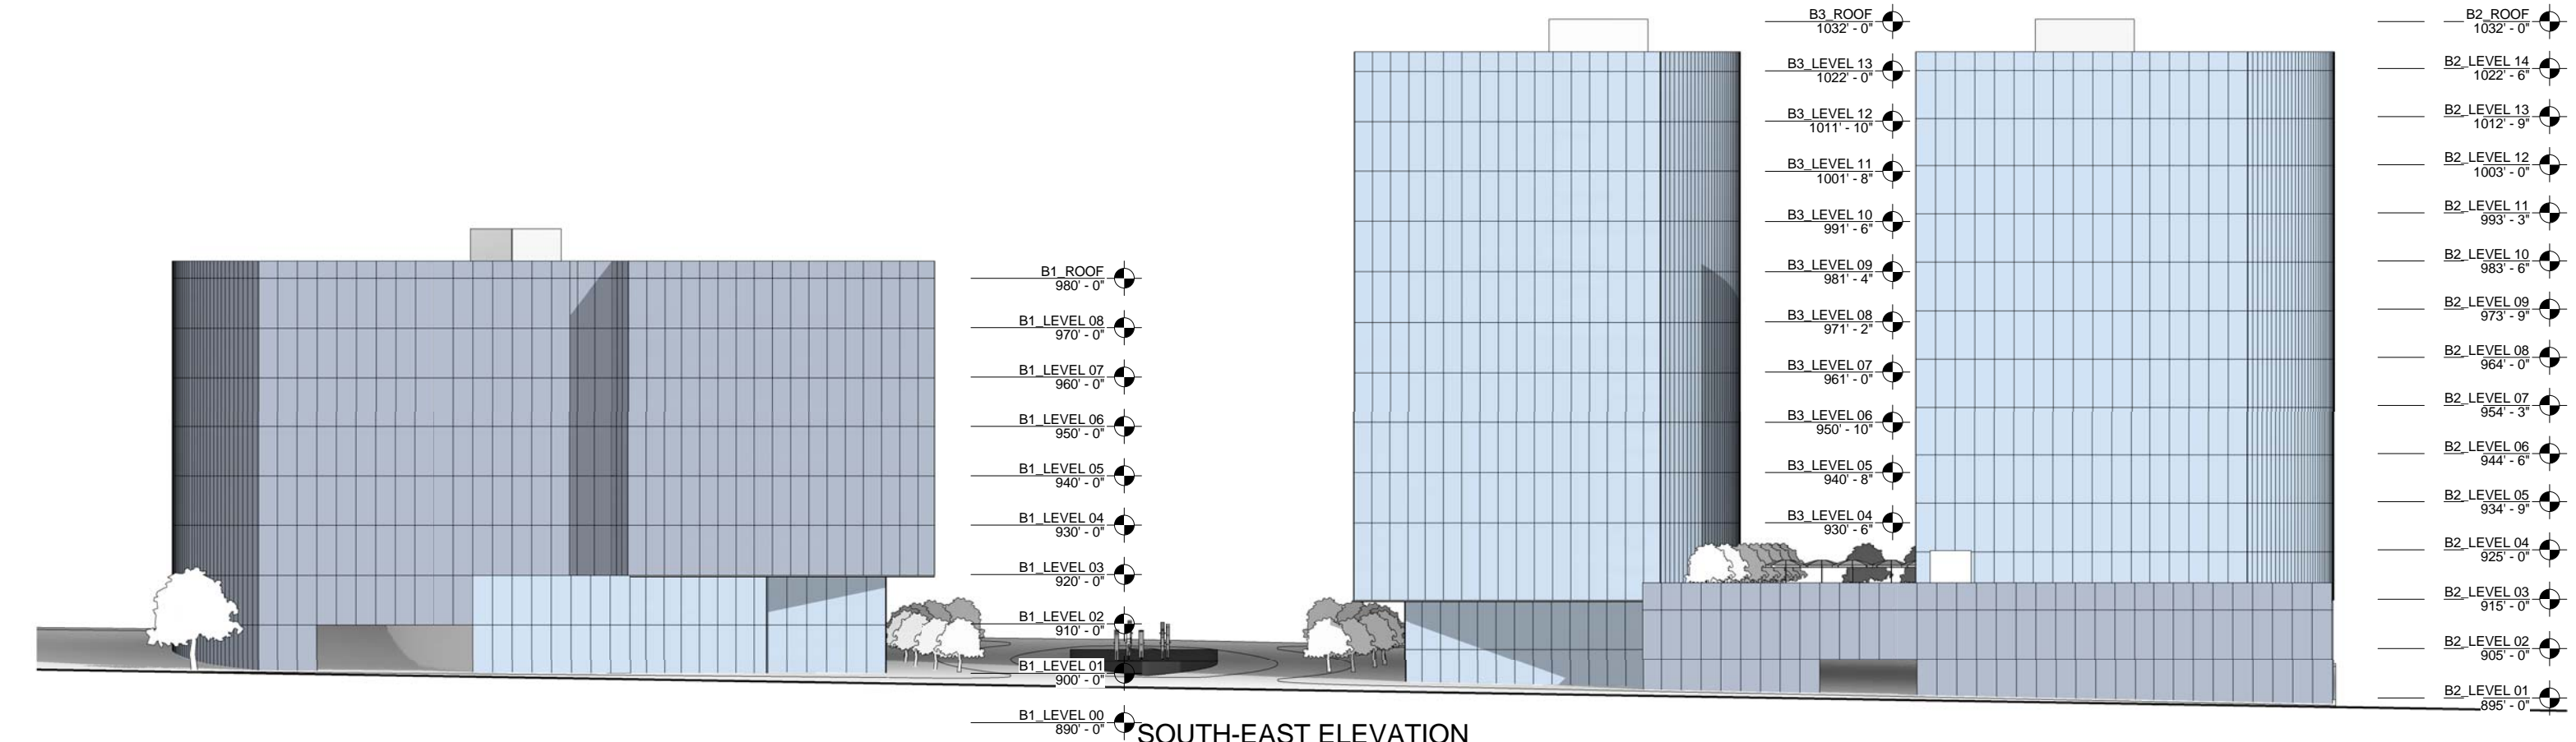 B1_ROOF
980' - 0"
B1_LEVEL 08
970' - 0"
B1_LEVEL 07
960' - 0"
B1_LEVEL 06
950' - 0"
B1_LEVEL 05
940' - 0"
B1_LEVEL 04
930' - 0"
B1_LEVEL 03
920' - 0"
B1_LEVEL 02
910' - 0"
B1_LEVEL 01
900' - 0"
B1_LEVEL 00
890' - 0"
B3_ROOF
1032' - 0"
B3_LEVEL 13
1022' - 0"
B3_LEVEL 12
1011' - 10"
B3_LEVEL 11
1001' - 8"
B3_LEVEL 10
991' - 6"
B3_LEVEL 09
981' - 4"
B3_LEVEL 08
971' - 2"
B3_LEVEL 07
961' - 0"
B3_LEVEL 06
950' - 10"
B3_LEVEL 05
940' - 8"
B3_LEVEL 04
930' - 6"
B2_ROOF
1032' - 0"
B2_LEVEL 14
1022' - 6"
B2_LEVEL 13
1012' - 9"
B2_LEVEL 12
1003' - 0"
B2_LEVEL 11
993' - 3"
B2_LEVEL 10
983' - 6"
B2_LEVEL 09
973' - 9"
B2_LEVEL 08
964' - 0"
B2_LEVEL 07
954' - 3"
B2_LEVEL 06
944' - 6"
B2_LEVEL 05
934' - 9"
B2_LEVEL 04
925' - 0"
B2_LEVEL 03
915' - 0"
B2_LEVEL 02
905' - 0"
B2_LEVEL 01
895' - 0"
SOUTH-EAST ELEVATION